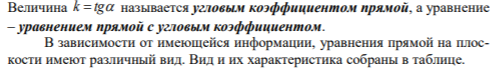 Величина k = tgα называется угловым коэффициентом прямой, а уравнение
– уравнением прямой с угловым коэффициентом.
В зависимости от имеющейся информации, уравнения прямой на плос-
кости имеют различный вид. Вид и их характеристика собраны в таблице.